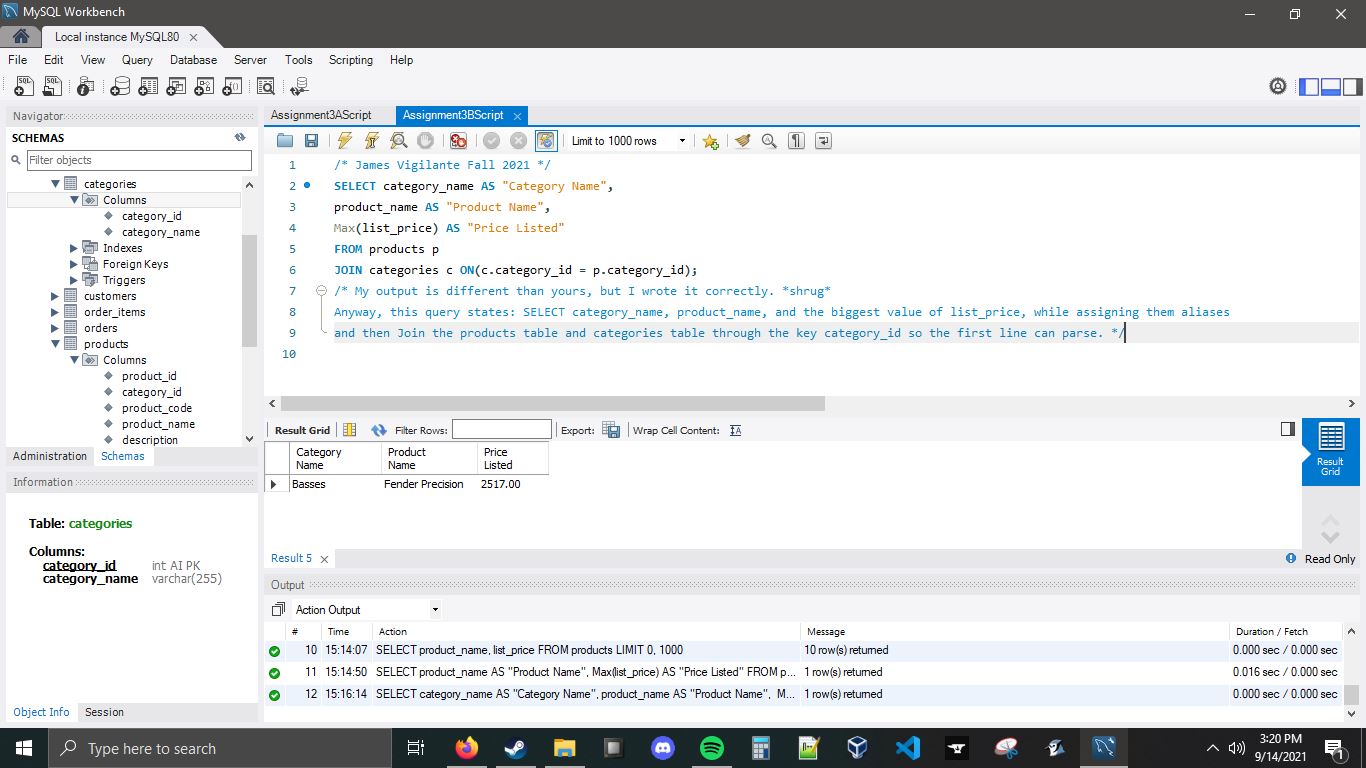 MySQL Workbench
Local instance MySQL80
File Edit View Query Database Server Tools Scripting Help
Navigator
SCHEMAS
Filter objects
categories
Columns
category_id
category_name
Indexes
Foreign Keys
Triggers
customers
order_items
orders
products
Columns
product_id
category_id
product_code
product_name
description
Administration Schemas
Information
Table: categories
Columns:
category_id int AI PK
category_name varchar(255)
Object Info Session
Assignment3AScript Assignment3BScript
Limit to 1000 rows
1 /* James Vigilante Fall 2021 */
2 SELECT category_name AS "Category Name",
3 product_name AS "Product Name",
4 Max(list_price) AS "Price Listed"
5 FROM products p
6 JOIN categories c ON(c.category_id = p.category_id);
7 /* My output is different than yours, but I wrote it correctly. *shrug*
8 Anyway, this query states: SELECT category_name, product_name, and the biggest value of list_price, while assigning them aliases
9 and then Join the products table and categories table through the key category_id so the first line can parse. */
10
Result Grid Filter Rows: Export: Wrap Cell Content:
Category Name Product Name Price Listed
Basses Fender Precision 2517.00
Result Grid
Result 5
Read Only
Output
Action Output
# Time Action Message Duration / Fetch
10 15:14:07 SELECT product_name, list_price FROM products LIMIT 0, 1000 10 row(s) returned 0.000 sec / 0.000 sec
11 15:14:50 SELECT product_name AS "Product Name", Max(list_price) AS "Price Listed" FROM p... 1 row(s) returned 0.016 sec / 0.000 sec
12 15:16:14 SELECT category_name AS "Category Name", product_name AS "Product Name", M... 1 row(s) returned 0.000 sec / 0.000 sec
Type here to search
3:20 PM
9/14/2021
1